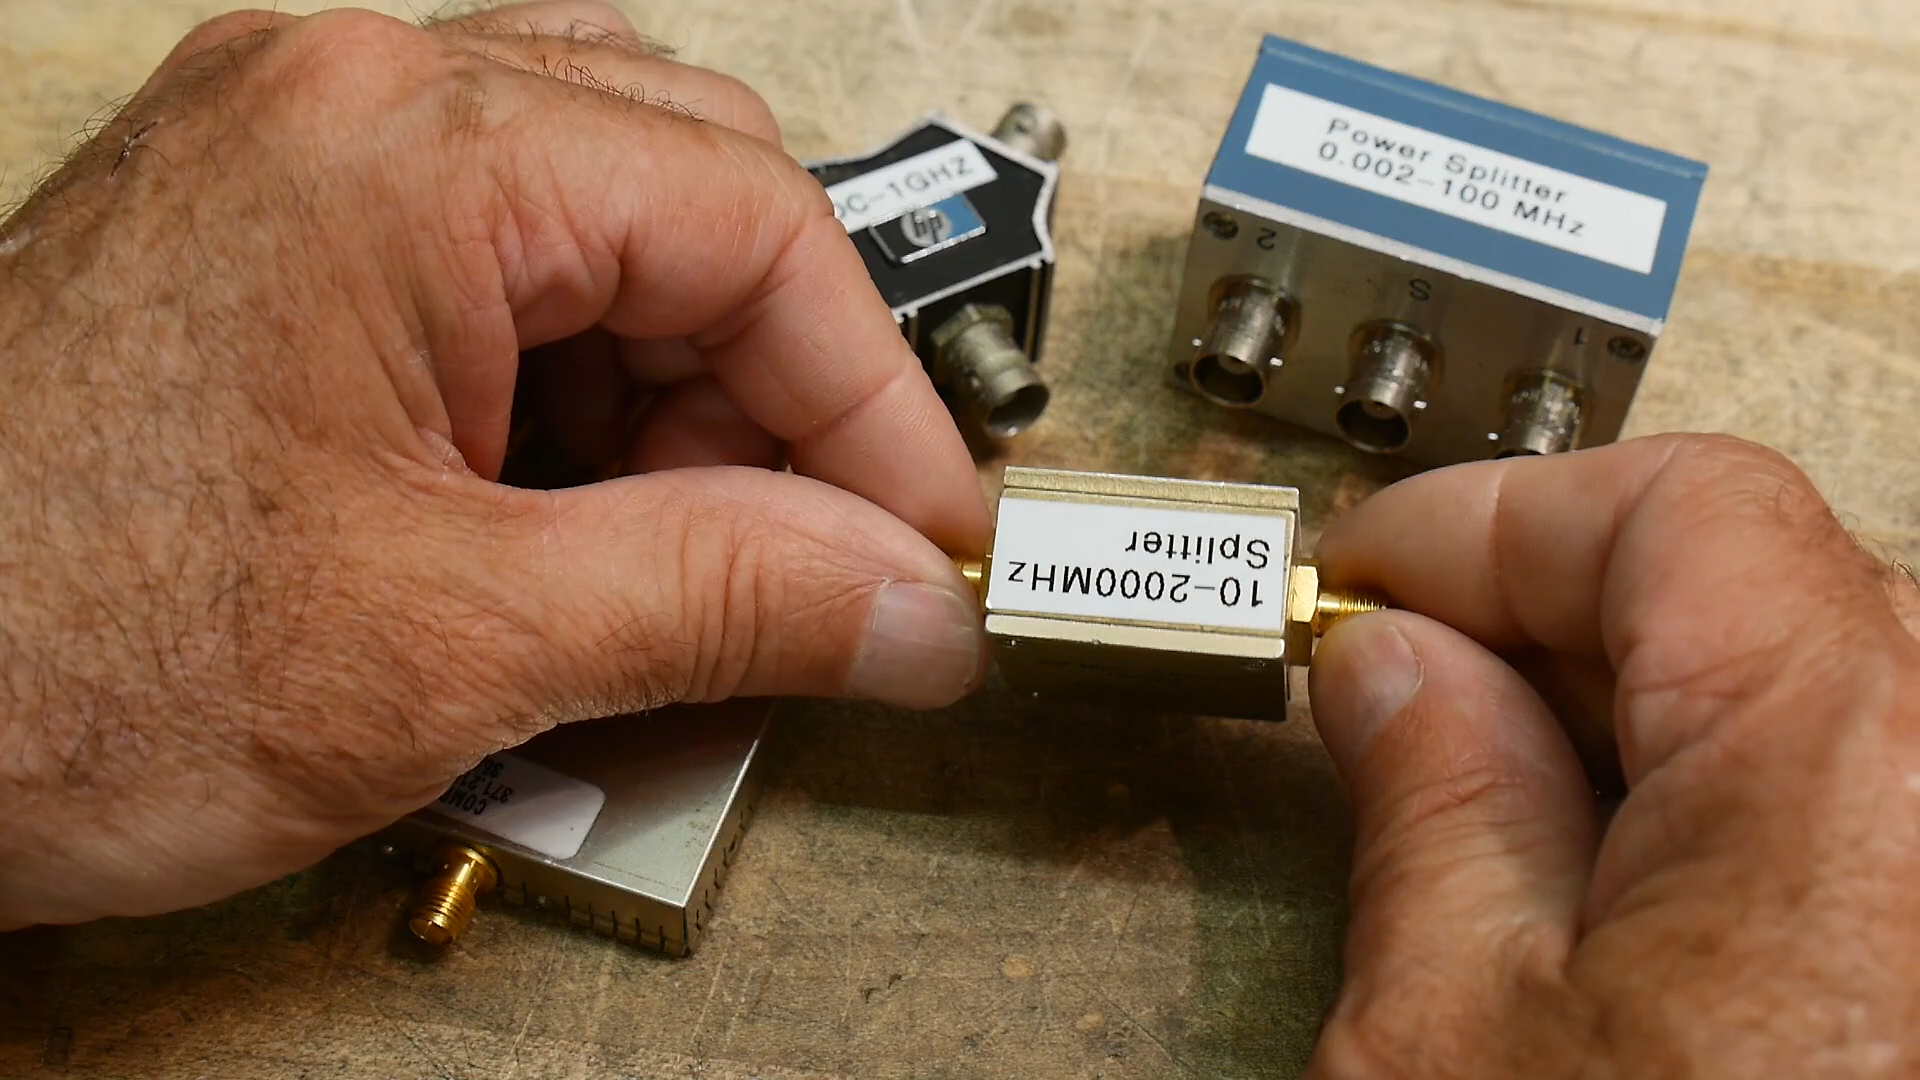 DC-1GHZ
hp
Power Splitter
0.002-100 MHz
2
S
1
10-2000MHz
Splitter